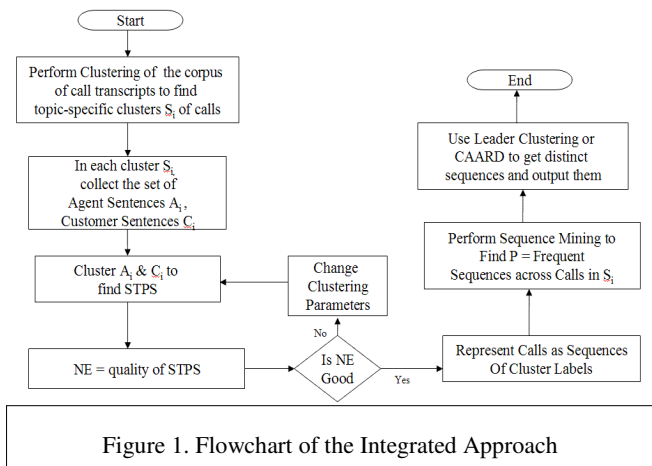 Start
Perform Clustering of the corpus
of call transcripts to find
topic-specific clusters Si of calls
In each cluster Si,
collect the set of
Agent Sentences Ai ,
Customer Sentences Ci
Cluster Ai & Ci to
find STPS
NE = quality of STPS
Is NE
Good
No
Change
Clustering
Parameters
Yes
Represent Calls as Sequences
Of Cluster Labels
Perform Sequence Mining to
Find P = Frequent
Sequences across Calls in Si
Use Leader Clustering or
CAARD to get distinct
sequences and output them
End
Figure 1. Flowchart of the Integrated Approach